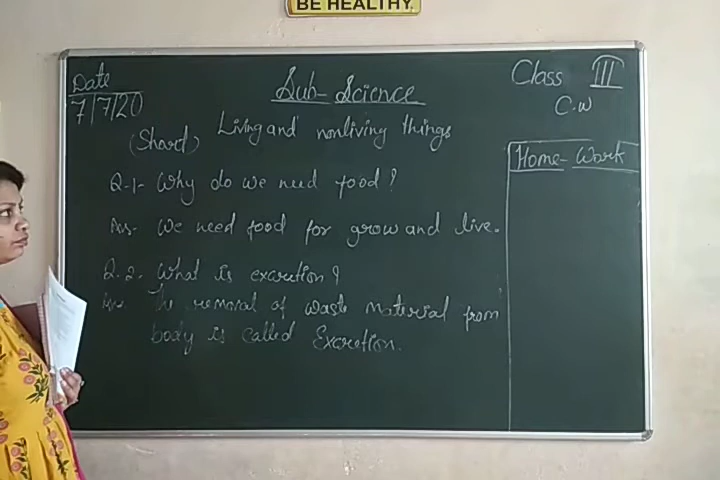 BE HEALTHY
Date
7/7/20
Sub- Science
Class III
C.W
Living and nonliving things
(Short)
Home-Work
Q-1- Why do we need food?
Ans- We need food for grow and live.
Q.2- What is excretion?
Ans- The removal of waste material from
body is called Excretion.